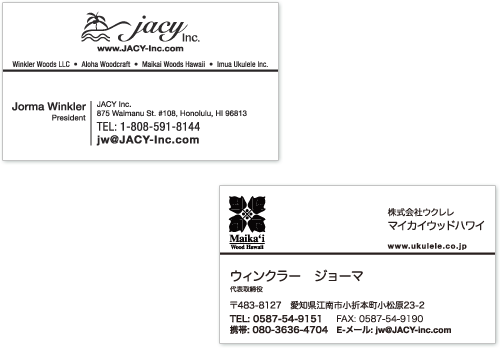 jacy Inc.
www.JACY-Inc.com
Winkler Woods LLC • Aloha Woodcraft • Maikai Woods Hawaii • Imua Ukulele Inc.
Jorma Winkler
President
JACY Inc.
875 Waimanu St. #108, Honolulu, HI 96813
TEL: 1-808-591-8144
jw@JACY-Inc.com
Maika‘i
Wood Hawaii
株式会社ウクレレ
マイカイウッドハワイ
www.ukulele.co.jp
ウィンクラー　ジョーマ
代表取締役
〒483-8127　愛知県江南市小折本町小松原23-2
TEL: 0587-54-9151　FAX: 0587-54-9190
携帯: 080-3636-4704　E-メール: jw@JACY-inc.com